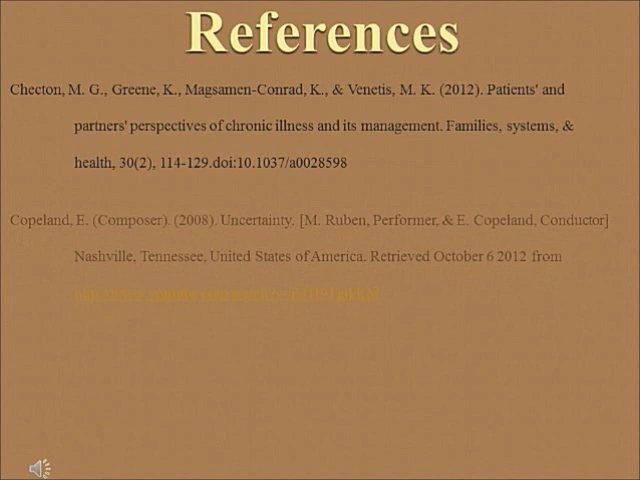 References
Checton, M. G., Greene, K., Magsamen-Conrad, K., & Venetis, M. K. (2012). Patients' and
partners' perspectives of chronic illness and its management. Families, systems, &
health, 30(2), 114-129.doi:10.1037/a0028598
Copeland, E. (Composer). (2008). Uncertainty. [M. Ruben, Performer, & E. Copeland, Conductor]
Nashville, Tennessee, United States of America. Retrieved October 6 2012 from